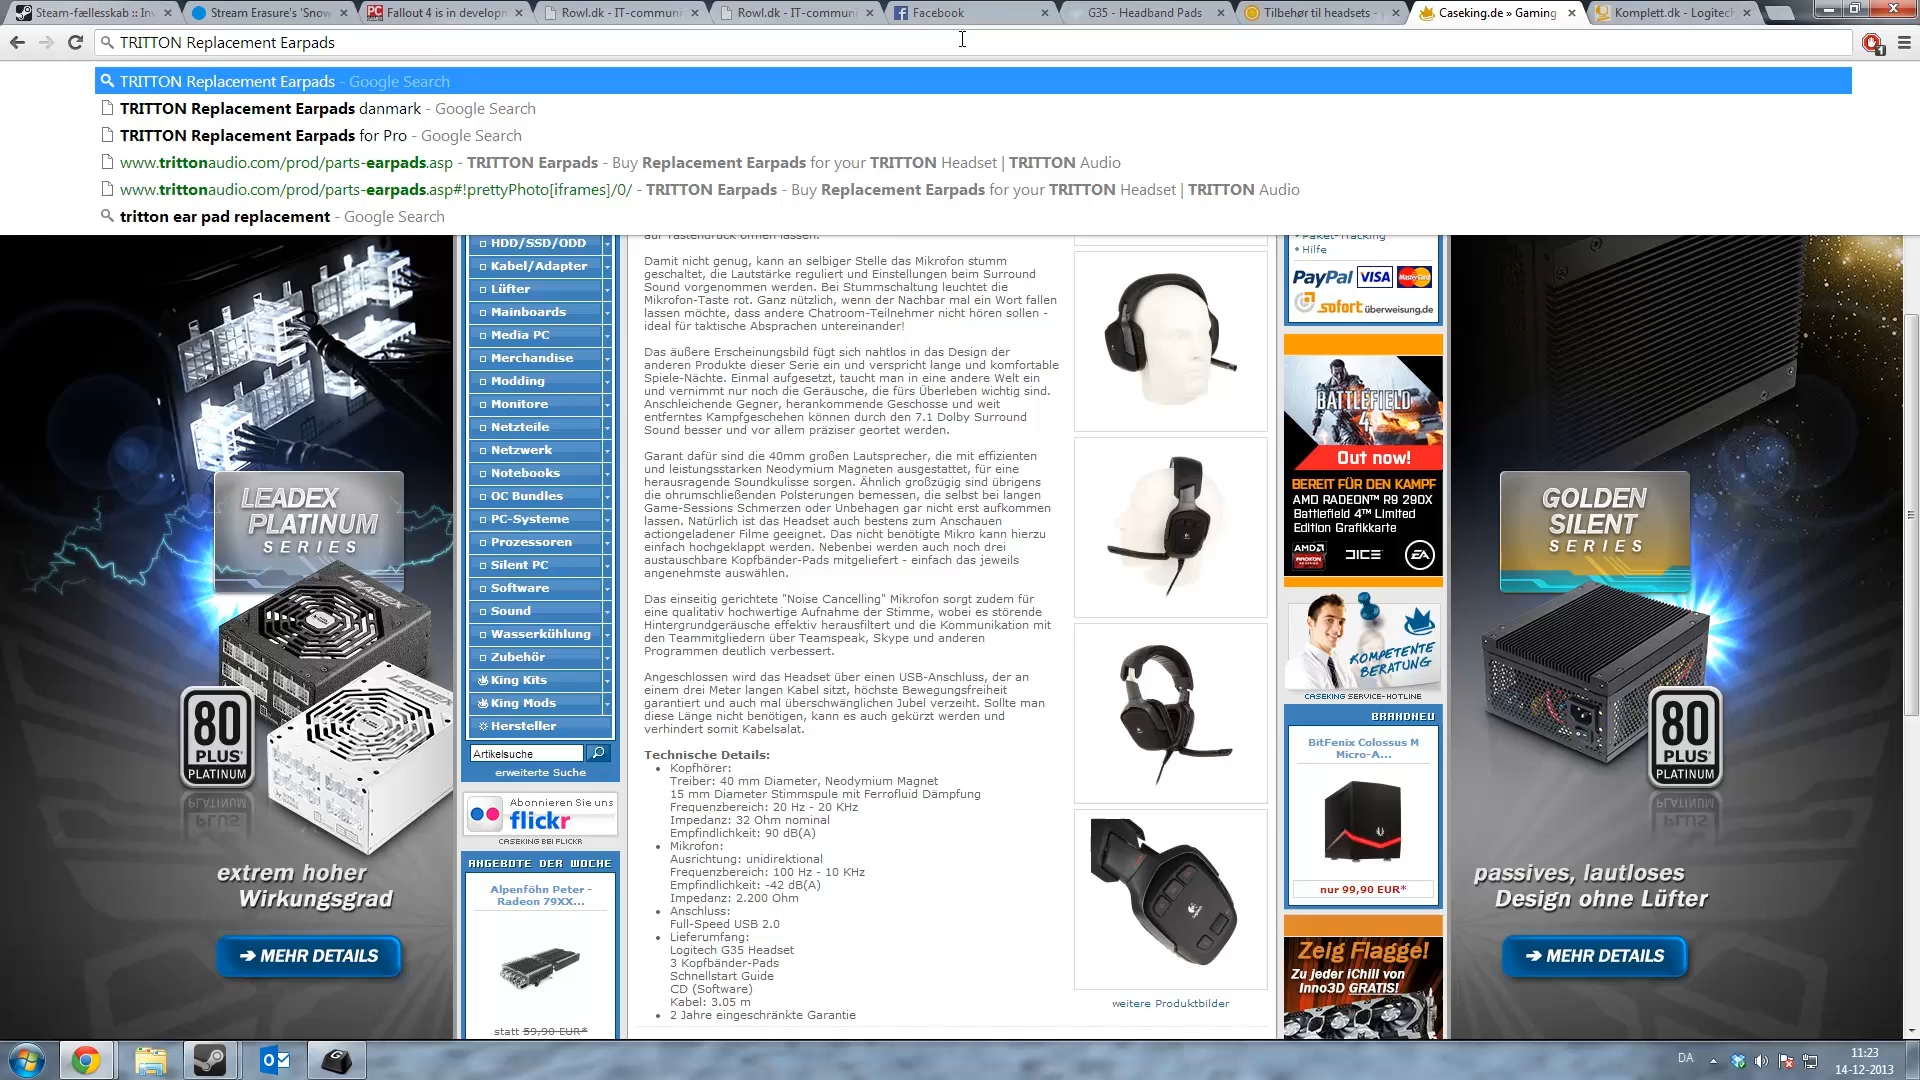 Steam-fællesskab :: Inv
Stream Erasure's 'Snow
Fallout 4 is in developm
Rowl.dk - IT-communi
Rowl.dk - IT-communi
Facebook
G35 - Headband Pads
Tilbehør til headsets -
Caseking.de » Gaming
Komplett.dk - Logitech
TRITTON Replacement Earpads
TRITTON Replacement Earpads - Google Search
TRITTON Replacement Earpads danmark - Google Search
TRITTON Replacement Earpads for Pro - Google Search
www.trittonaudio.com/prod/parts-earpads.asp - TRITTON Earpads - Buy Replacement Earpads for your TRITTON Headset | TRITTON Audio
www.trittonaudio.com/prod/parts-earpads.asp#!prettyPhoto[iframes]/0/ - TRITTON Earpads - Buy Replacement Earpads for your TRITTON Headset | TRITTON Audio
tritton ear pad replacement - Google Search
LEADEX
PLATINUM
SERIES
LEADEX
80
PLUS
PLATINUM
extrem hoher
Wirkungsgrad
MEHR DETAILS
HDD/SSD/ODD
Kabel/Adapter
Lüfter
Mainboards
Media PC
Merchandise
Modding
Monitore
Netzteile
Netzwerk
Notebooks
OC Bundles
PC-Systeme
Prozessoren
Silent PC
Software
Sound
Wasserkühlung
Zubehör
King Kits
King Mods
Hersteller
Artikelsuche
erweiterte Suche
Abonnieren Sie uns
flickr
CASEKING BEI FLICKR
ANGEBOTE DER WOCHE
Alpenföhn Peter -
Radeon 79XX...
statt 59,90 EUR*
Damit nicht genug, kann an selbiger Stelle das Mikrofon stumm
geschaltet, die Lautstärke reguliert und Einstellungen beim Surround
Sound vorgenommen werden. Bei Stummschaltung leuchtet die
Mikrofon-Taste rot. Ganz nützlich, wenn der Nachbar mal ein Wort fallen
lassen möchte, dass andere Chatroom-Teilnehmer nicht hören sollen -
ideal für taktische Absprachen untereinander!
Das äußere Erscheinungsbild fügt sich nahtlos in das Design der
anderen Produkte dieser Serie ein und verspricht lange und komfortable
Spiele-Nächte. Einmal aufgesetzt, taucht man in eine andere Welt ein
und vernimmt nur noch die Geräusche, die fürs Überleben wichtig sind.
Anschleichende Gegner, herankommende Geschosse und weit
entferntes Kampfgeschehen können durch den 7.1 Dolby Surround
Sound besser und vor allem präziser geortet werden.
Garant dafür sind die 40mm großen Lautsprecher, die mit effizienten
und leistungsstarken Neodymium Magneten ausgestattet, für eine
herausragende Soundkulisse sorgen. Ähnlich großzügig sind übrigens
die ohrumschließenden Polsterungen bemessen, die selbst bei langen
Game-Sessions Schmerzen oder Unbehagen gar nicht erst aufkommen
lassen. Natürlich ist das Headset auch bestens zum Anschauen
actiongeladener Filme geeignet. Das nicht benötigte Mikro kann hierzu
einfach hochgeklappt werden. Nebenbei werden auch noch drei
austauschbare Kopfbänder-Pads mitgeliefert - einfach das jeweils
angenehmste auswählen.
Das einseitig gerichtete "Noise Cancelling" Mikrofon sorgt zudem für
eine qualitativ hochwertige Aufnahme der Stimme, wobei es störende
Hintergrundgeräusche effektiv herausfiltert und die Kommunikation mit
den Teammitgliedern über Teamspeak, Skype und anderen
Programmen deutlich verbessert.
Angeschlossen wird das Headset über einen USB-Anschluss, der an
einem drei Meter langen Kabel sitzt, höchste Bewegungsfreiheit
garantiert und auch mal überschwänglichen Jubel verzeiht. Sollte man
diese Länge nicht benötigen, kann es auch gekürzt werden und
verhindert somit Kabelsalat.
Technische Details:
Kopfhörer:
Treiber: 40 mm Diameter, Neodymium Magnet
15 mm Diameter Stimmspule mit Ferrofluid Dämpfung
Frequenzbereich: 20 Hz - 20 KHz
Impedanz: 32 Ohm nominal
Empfindlichkeit: 90 dB(A)
Mikrofon:
Ausrichtung: unidirektional
Frequenzbereich: 100 Hz - 10 KHz
Empfindlichkeit: -42 dB(A)
Impedanz: 2.200 Ohm
Anschluss:
Full-Speed USB 2.0
Lieferumfang:
Logitech G35 Headset
3 Kopfbänder-Pads
Schnellstart Guide
CD (Software)
Kabel: 3.05 m
2 Jahre eingeschränkte Garantie
weitere Produktbilder
Paket-Tracking
Hilfe
PayPal VISA MasterCard
sofort überweisung.de
BATTLEFIELD
4
Out now!
BEREIT FÜR DEN KAMPF
AMD RADEON™ R9 290X
Battlefield 4™ Limited
Edition Grafikkarte
AMD DICE EA
KOMPETENTE
BERATUNG
CASEKING SERVICE-HOTLINE
BRANDNEU
BitFenix Colossus M
Micro-A...
nur 99,90 EUR*
Zeig Flagge!
Zu jeder iChill von
Inno3D GRATIS!
GOLDEN
SILENT
SERIES
80
PLUS
PLATINUM
passives, lautloses
Design ohne Lüfter
MEHR DETAILS
DA
11:23
14-12-2013